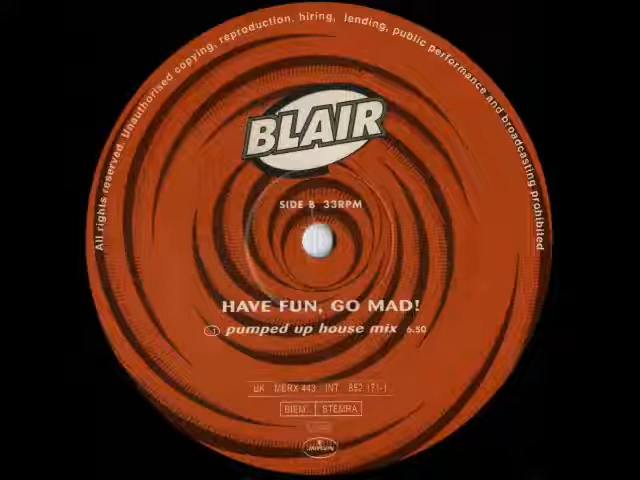 All rights reserved. Unauthorised copying, reproduction, hiring, lending, public performance and broadcasting prohibited
BLAIR
SIDE B 33RPM
HAVE FUN, GO MAD!
1 pumped up house mix 6.50
UK MERX 443 INT 852 171-1
BIEM STEMRA